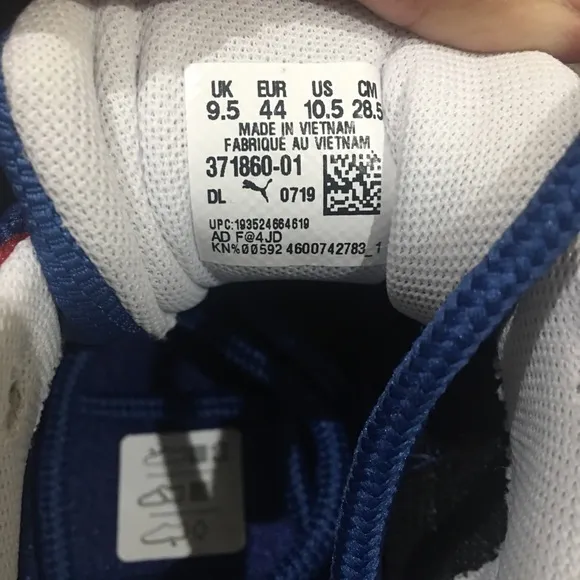 UK EUR US CM
9.5 44 10.5 28.5
MADE IN VIETNAM
FABRIQUÉ AU VIETNAM
371860-01
DL 0719
UPC:193524664619
AD F@4JD
KN%00592 4600742783_1